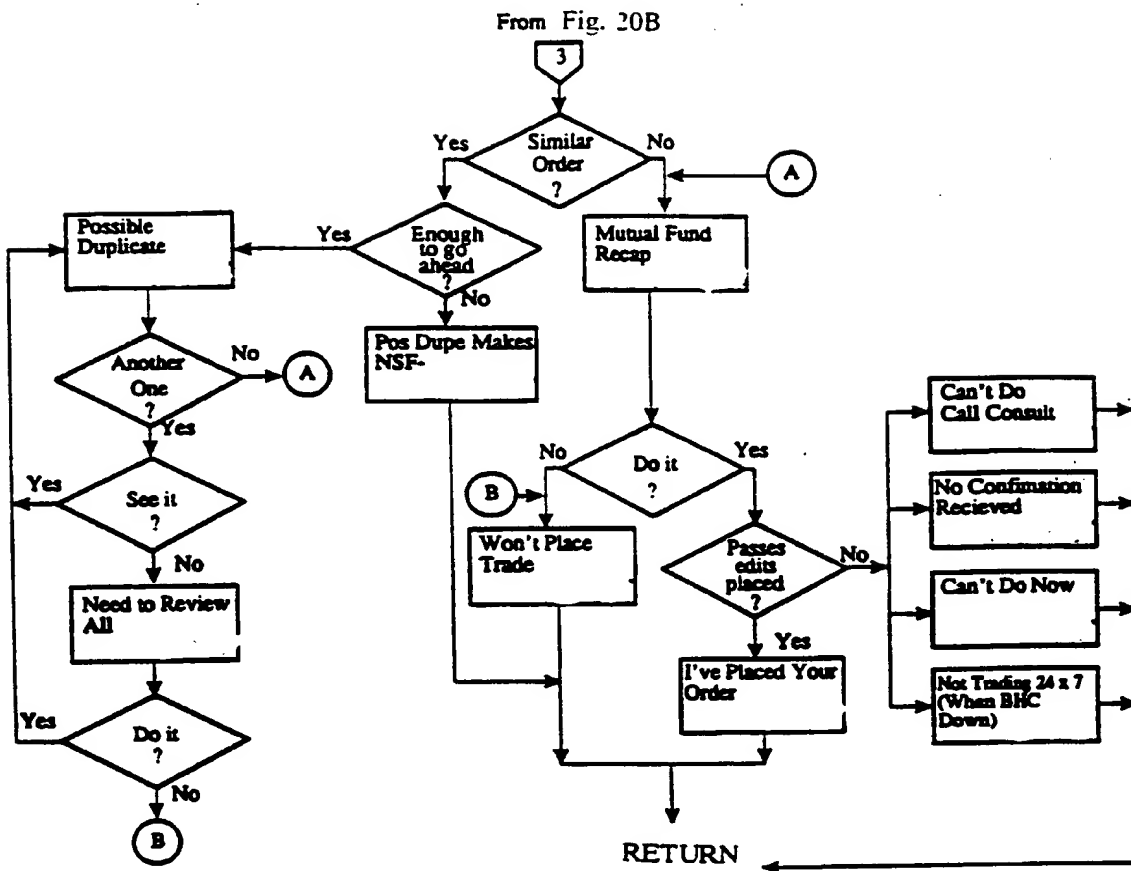 From Fig. 20B
3
Similar
Order
?
Yes
No
A
Possible
Duplicate
Yes
Enough
to go
ahead
?
No
Mutual Fund
Recap
Pos Dupe Makes
NSF-
Another
One
?
No
A
Yes
See it
?
Yes
No
Need to Review
All
Do it
?
Yes
No
B
Do it
?
No
Yes
B
Won't Place
Trade
Passes
edits
placed
?
No
Yes
I've Placed Your
Order
Can't Do
Call Consult
No Confimation
Recieved
Can't Do Now
Not Trading 24 x 7
(When BHC
Down)
RETURN